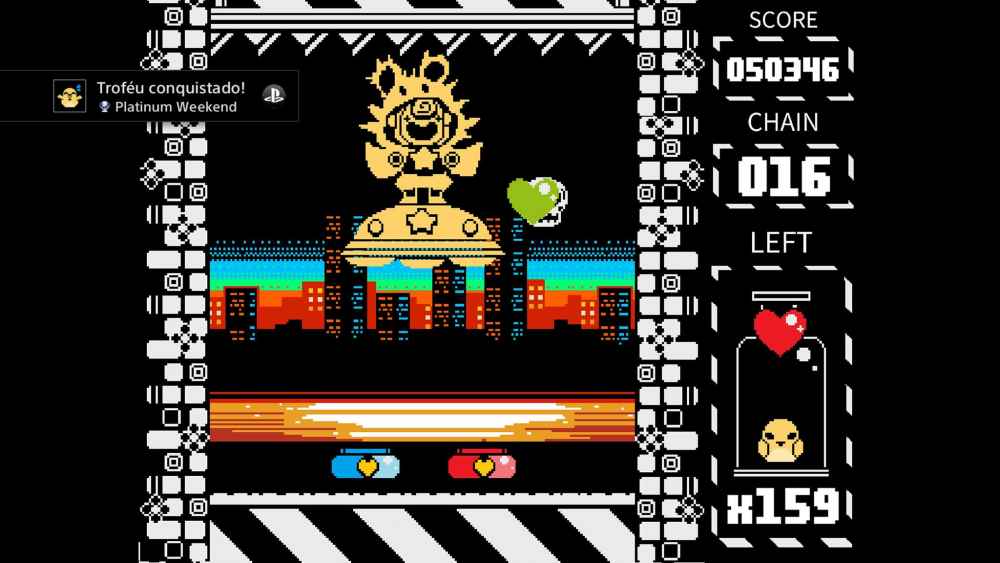 Troféu conquistado!
Platinum Weekend
SCORE
050346
CHAIN
016
LEFT
x159